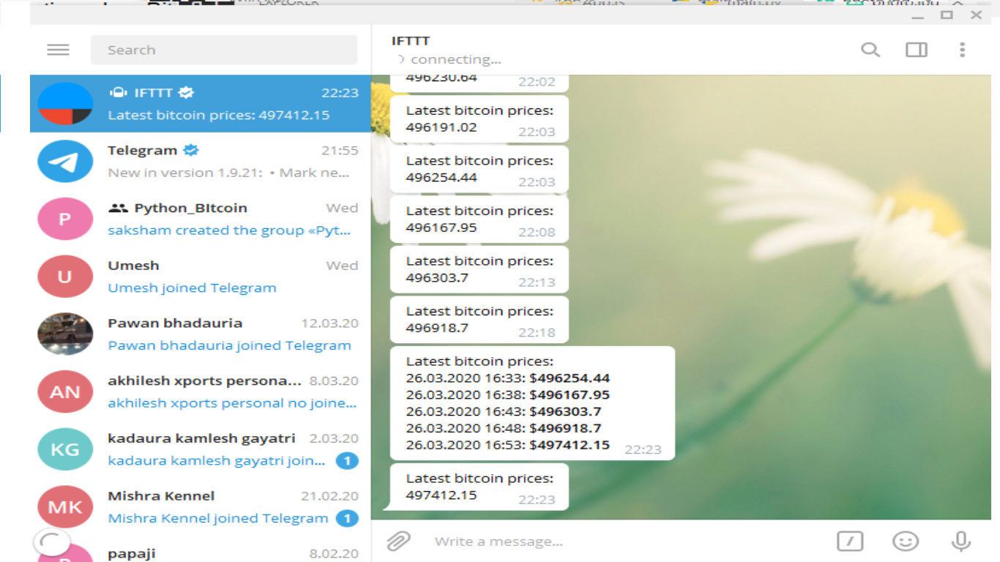 EXPLORER
App.js
main.py
Search
IFTTT
connecting...
IFTTT 22:23
Latest bitcoin prices: 497412.15
Telegram 21:55
New in version 1.9.21: • Mark ne...
P
Python_BItcoin Wed
saksham created the group «Pyt...
U
Umesh Wed
Umesh joined Telegram
Pawan bhadauria 12.03.20
Pawan bhadauria joined Telegram
AN
akhilesh xports persona... 8.03.20
akhilesh xports personal no joine...
KG
kadaura kamlesh gayatri 2.03.20
kadaura kamlesh gayatri join... 1
MK
Mishra Kennel 21.02.20
Mishra Kennel joined Telegram 1
papaji 8.02.20
496230.64 22:02
Latest bitcoin prices:
496191.02 22:03
Latest bitcoin prices:
496254.44 22:03
Latest bitcoin prices:
496167.95 22:08
Latest bitcoin prices:
496303.7 22:13
Latest bitcoin prices:
496918.7 22:18
Latest bitcoin prices:
26.03.2020 16:33: $496254.44
26.03.2020 16:38: $496167.95
26.03.2020 16:43: $496303.7
26.03.2020 16:48: $496918.7
26.03.2020 16:53: $497412.15 22:23
Latest bitcoin prices:
497412.15 22:23
Write a message...